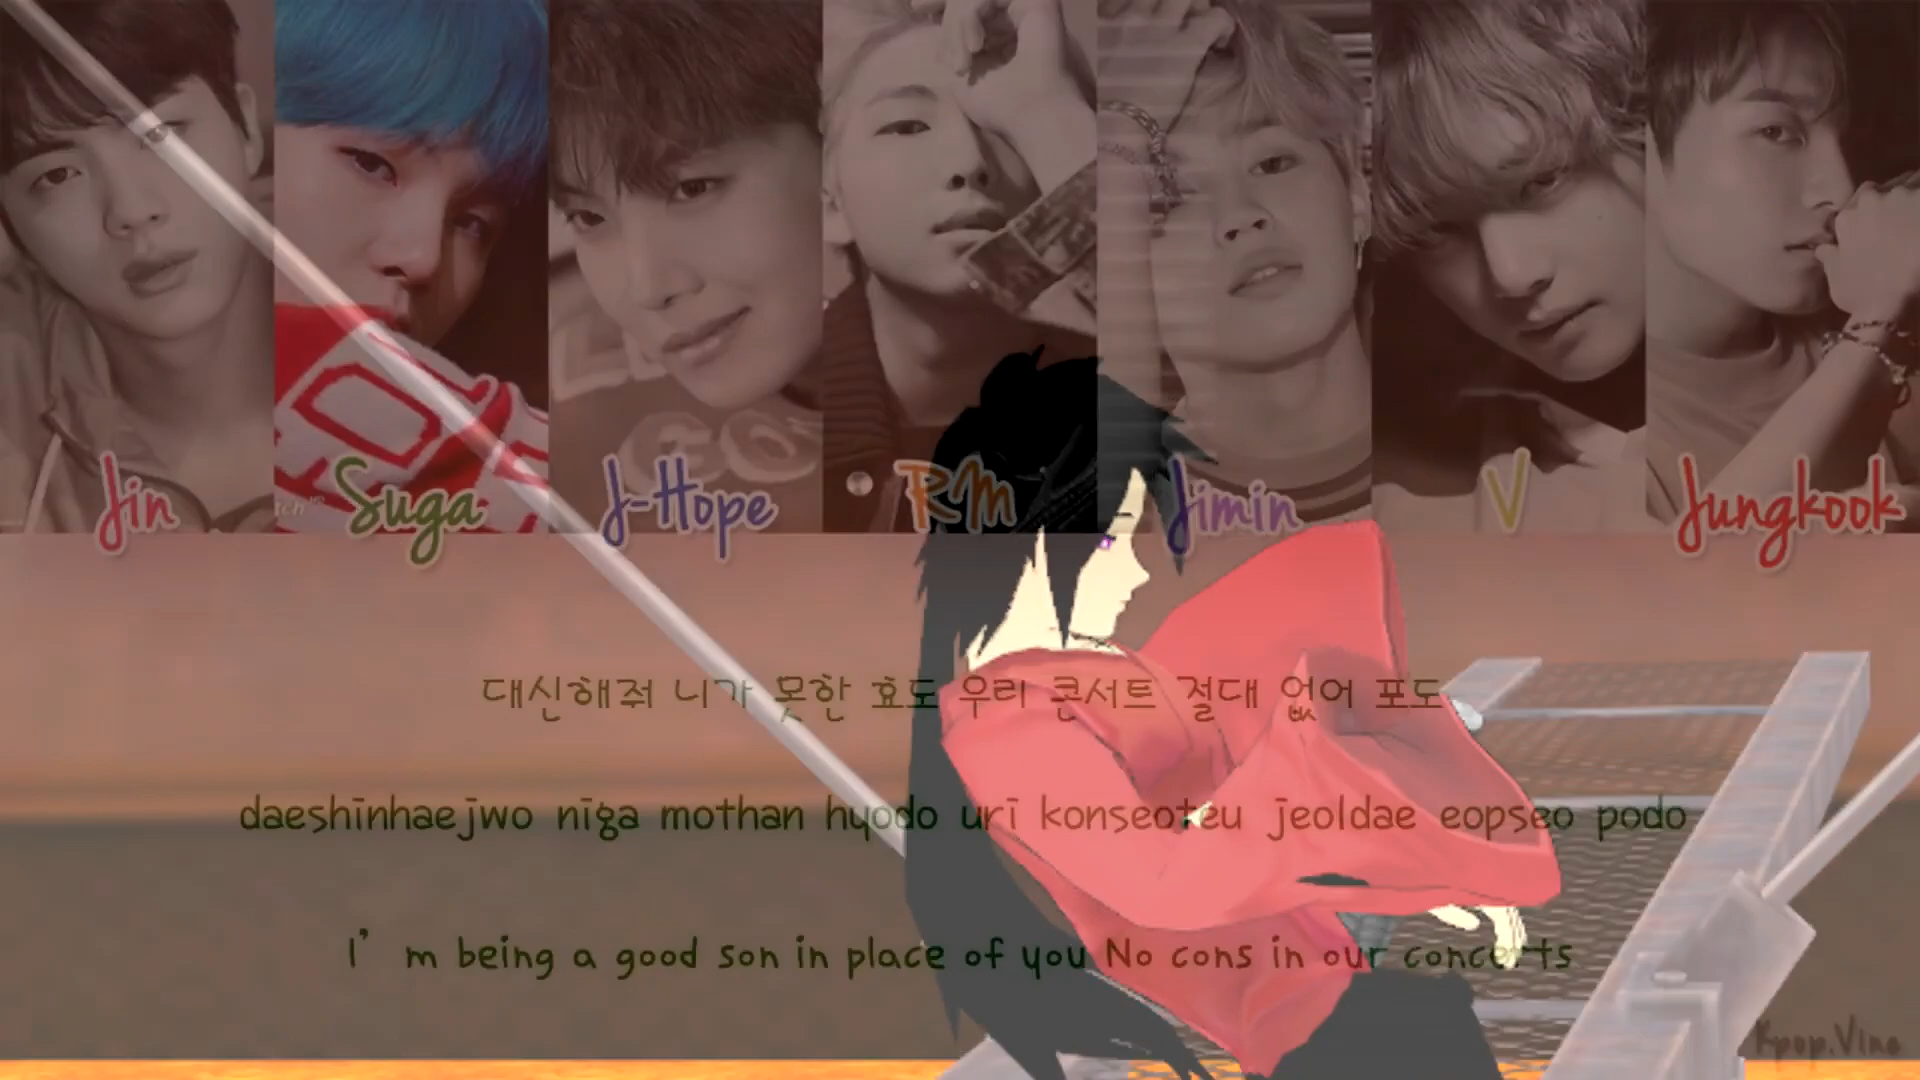 Jin Suga J-Hope RM Jimin V Jungkook
대신해줘 니가 못한 효도 우리 콘서트 절대 없어 포도
daeshinhaejwo niga mothan hyodo uri konseoteu jeoldae eopseo podo
I'm being a good son in place of you No cons in our concerts
Kpop.Vine